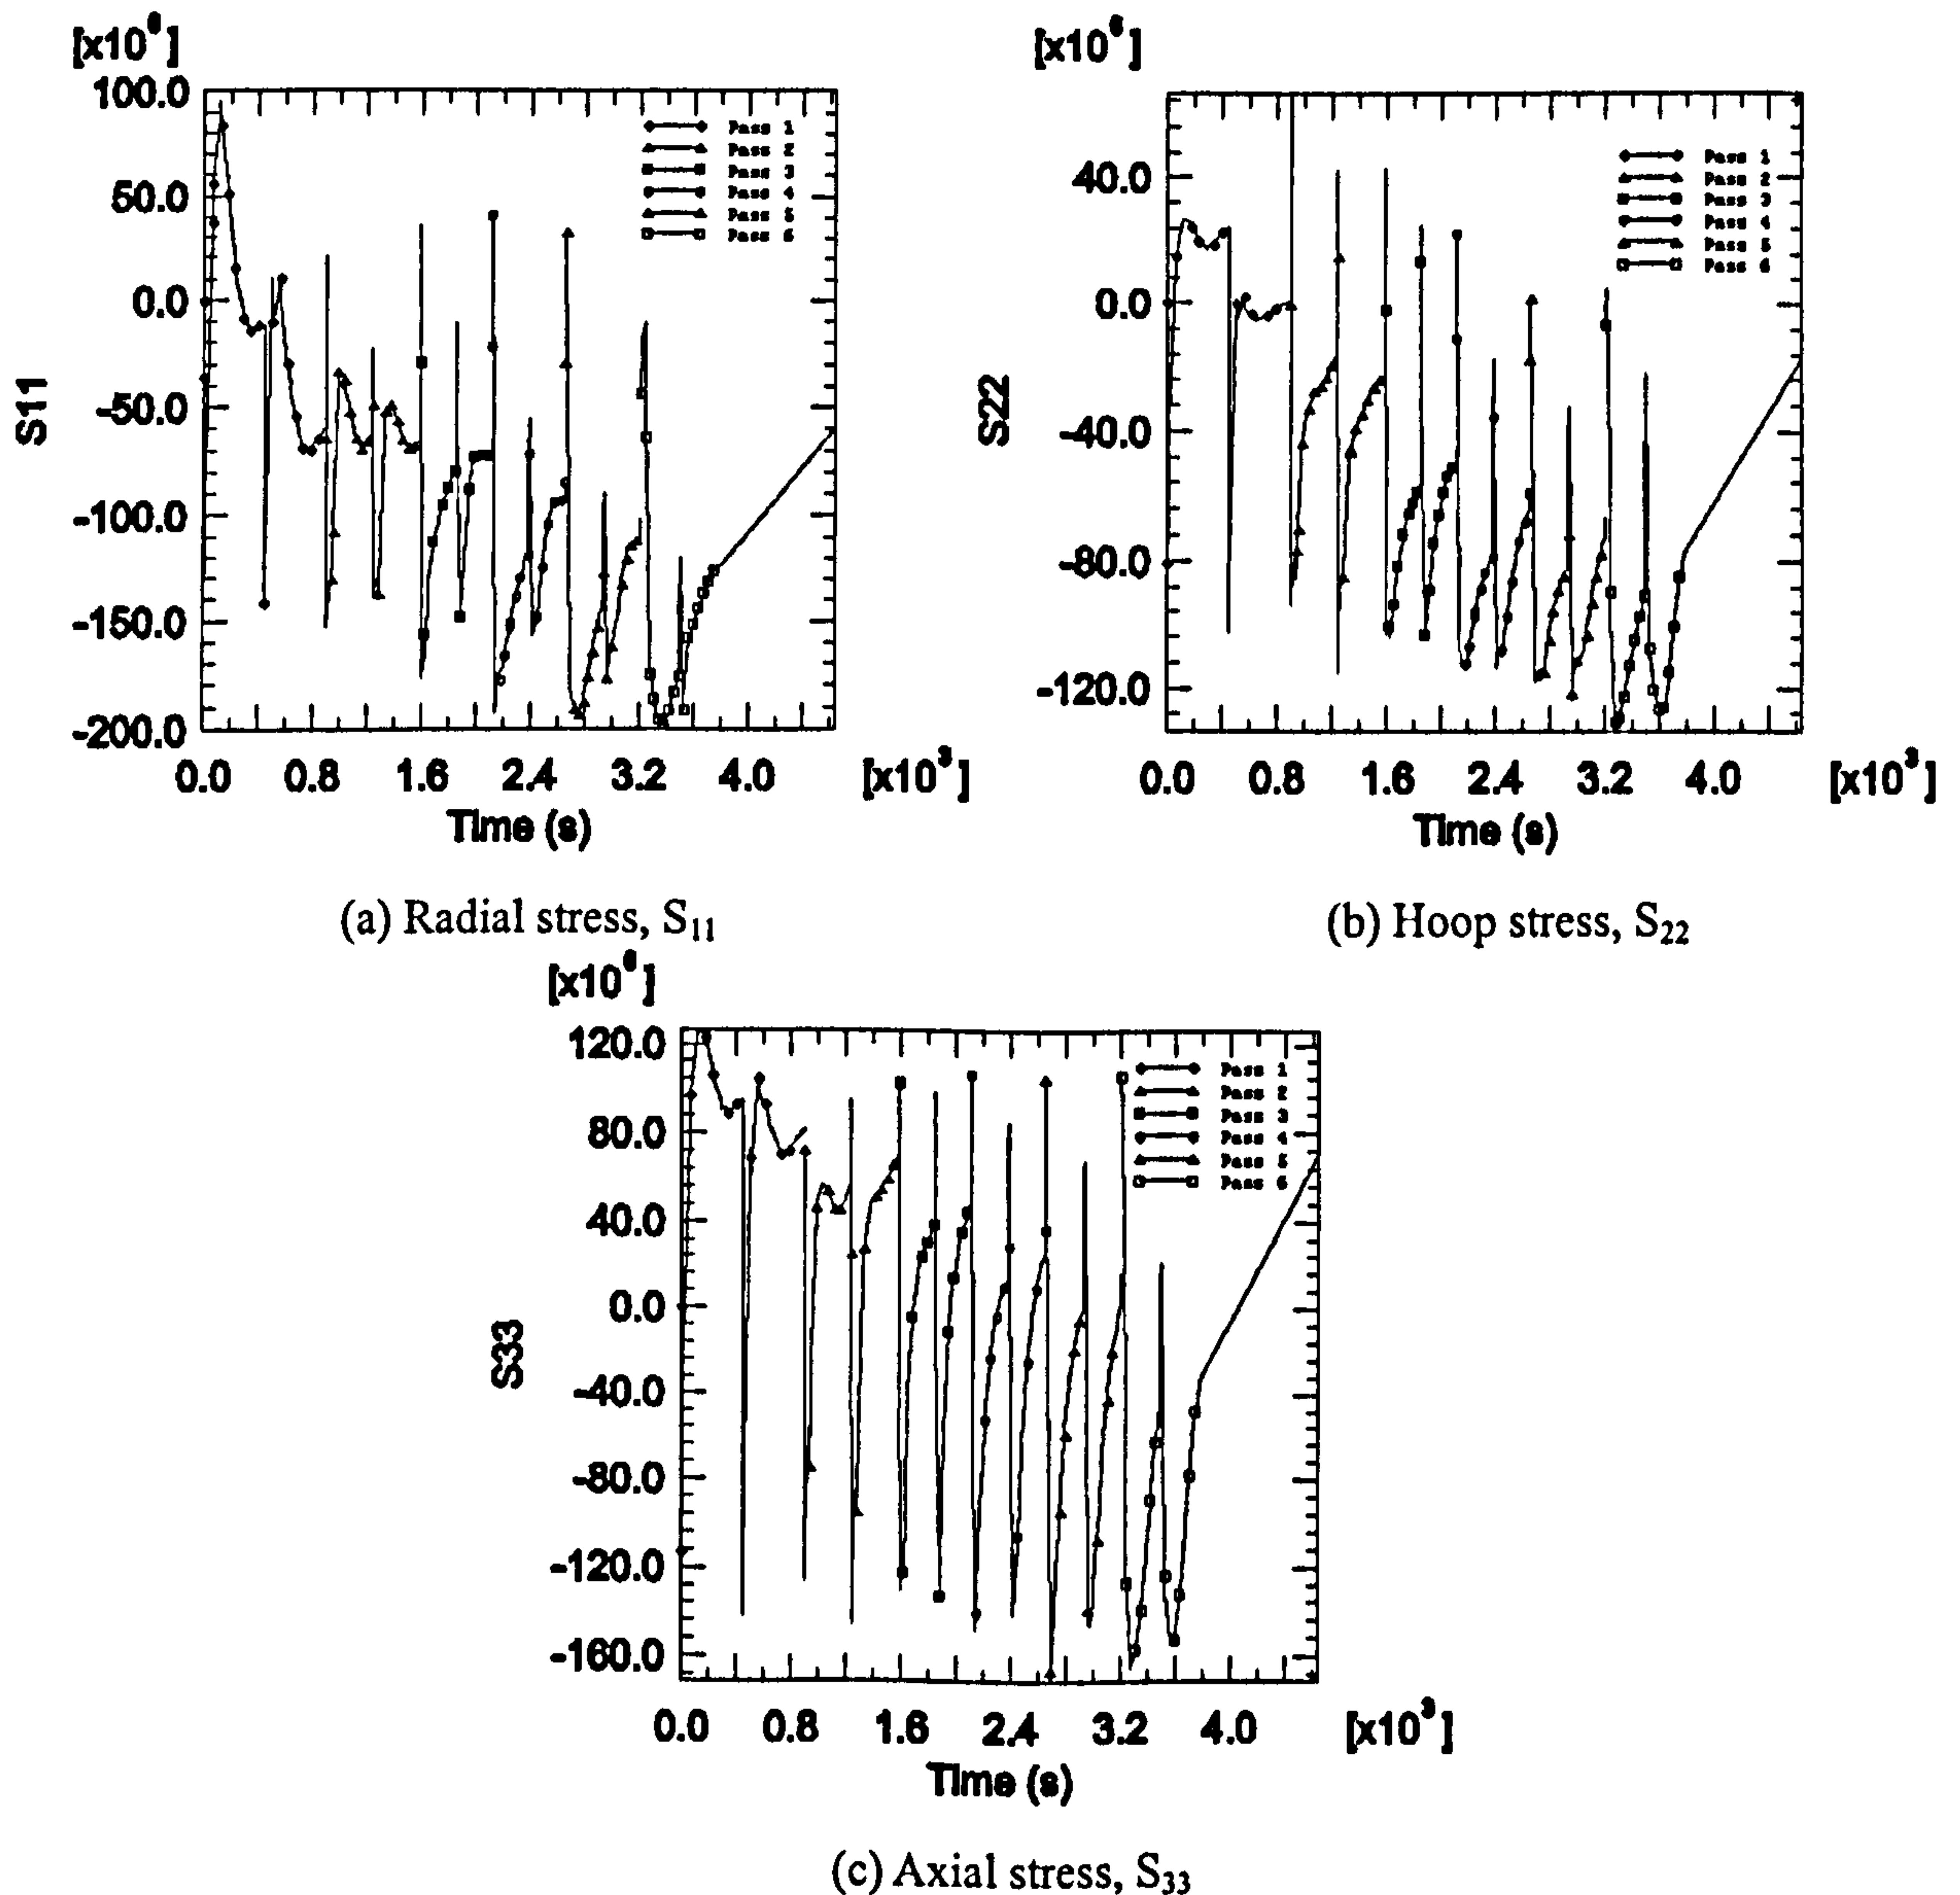 [x10⁶]
100.0
50.0
0.0
-50.0
-100.0
-150.0
-200.0
S11
Pass 1
Pass 2
Pass 3
Pass 4
Pass 5
Pass 6
0.0 0.8 1.6 2.4 3.2 4.0 [x10³]
Time (s)
(a) Radial stress, S₁₁
[x10⁶]
40.0
0.0
-40.0
-80.0
-120.0
S22
Pass 1
Pass 2
Pass 3
Pass 4
Pass 5
Pass 6
0.0 0.8 1.6 2.4 3.2 4.0 [x10³]
Time (s)
(b) Hoop stress, S₂₂
[x10⁶]
120.0
80.0
40.0
0.0
-40.0
-80.0
-120.0
-160.0
S33
Pass 1
Pass 2
Pass 3
Pass 4
Pass 5
Pass 6
0.0 0.8 1.6 2.4 3.2 4.0 [x10³]
Time (s)
(c) Axial stress, S₃₃